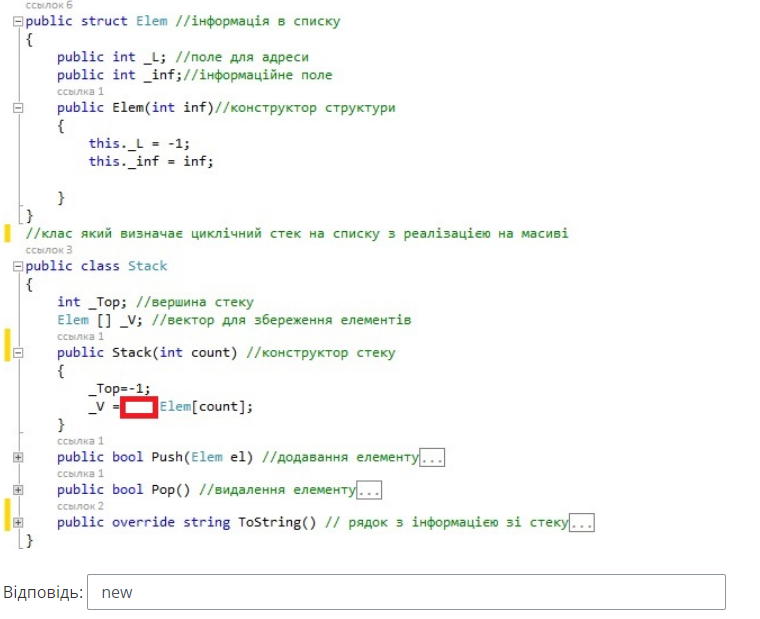 ссылок 6
public struct Elem //інформація в списку
{
public int _L; //поле для адреси
public int _inf;//інформаційне поле
ссылка 1
public Elem(int inf)//конструктор структури
{
this._L = -1;
this._inf = inf;
}
}
//клас який визначає циклічний стек на списку з реалізацією на масиві
ссылок 3
public class Stack
{
int _Top; //вершина стеку
Elem [] _V; //вектор для збереження елементів
ссылка 1
public Stack(int count) //конструктор стеку
{
_Top=-1;
_V = Elem[count];
}
ссылка 1
public bool Push(Elem el) //додавання елементу...
ссылка 1
public bool Pop() //видалення елементу...
ссылок 2
public override string ToString() // рядок з інформацією зі стеку...
}
Відповідь: new